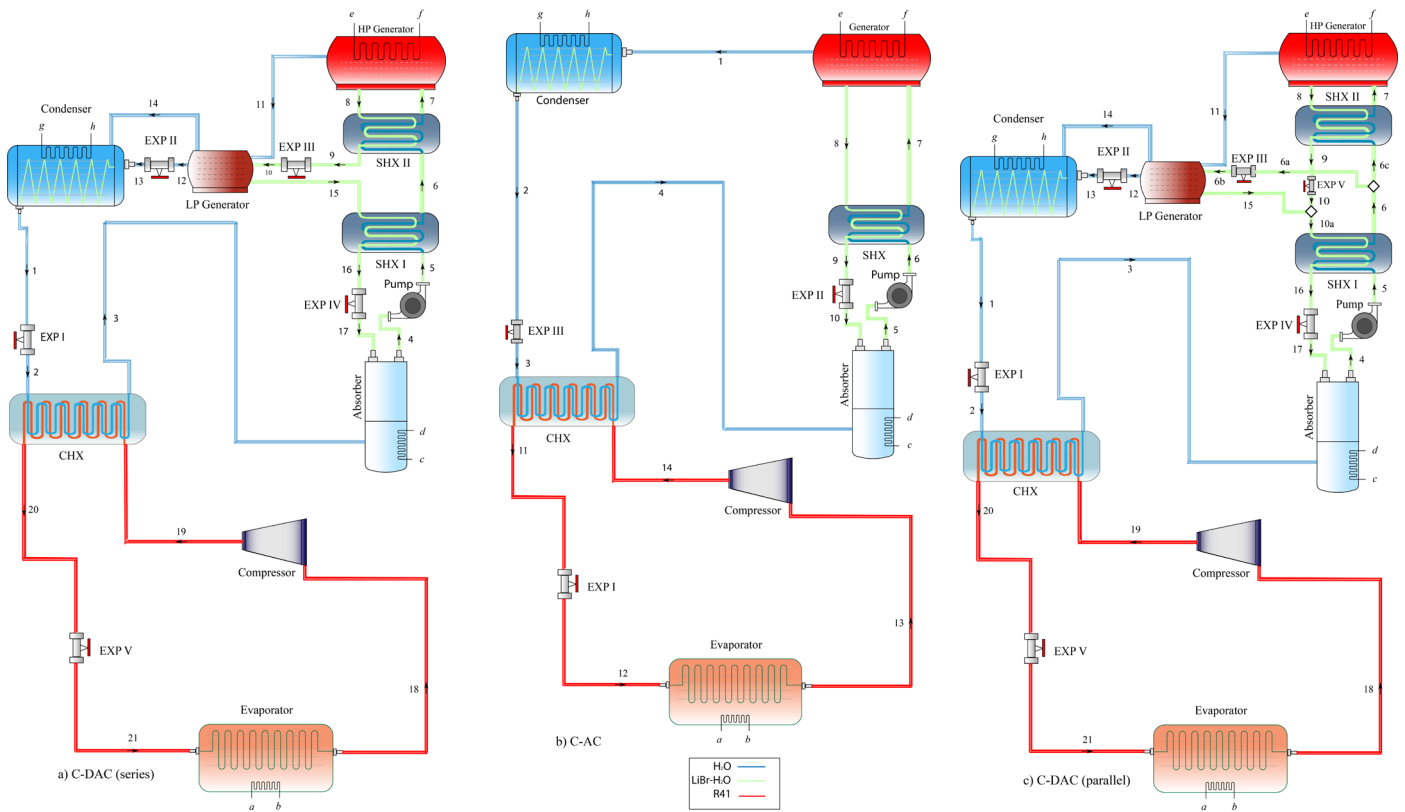 e
f
HP Generator
8
7
SHX II
11
14
Condenser
g
h
EXP II
EXP III
9
10
13
12
LP Generator
15
6
SHX I
16
5
Pump
EXP IV
17
4
1
EXP I
2
3
Absorber
d
c
CHX
20
19
Compressor
EXP V
18
Evaporator
21
a
b
a) C-DAC (series)
g
h
Condenser
1
e
f
Generator
2
8
7
4
SHX
9
6
Pump
EXP II
10
5
EXP III
3
Absorber
d
c
CHX
11
14
Compressor
EXP I
13
Evaporator
12
a
b
b) C-AC
H₂O
LiBr-H₂O
R41
e
f
HP Generator
8
7
SHX II
11
14
Condenser
g
h
EXP II
EXP III
9
6a
6c
6b
EXP V
10
13
12
LP Generator
15
6
10a
SHX I
3
16
5
Pump
EXP IV
17
4
1
EXP I
2
Absorber
d
c
CHX
20
19
Compressor
EXP V
18
Evaporator
21
a
b
c) C-DAC (parallel)